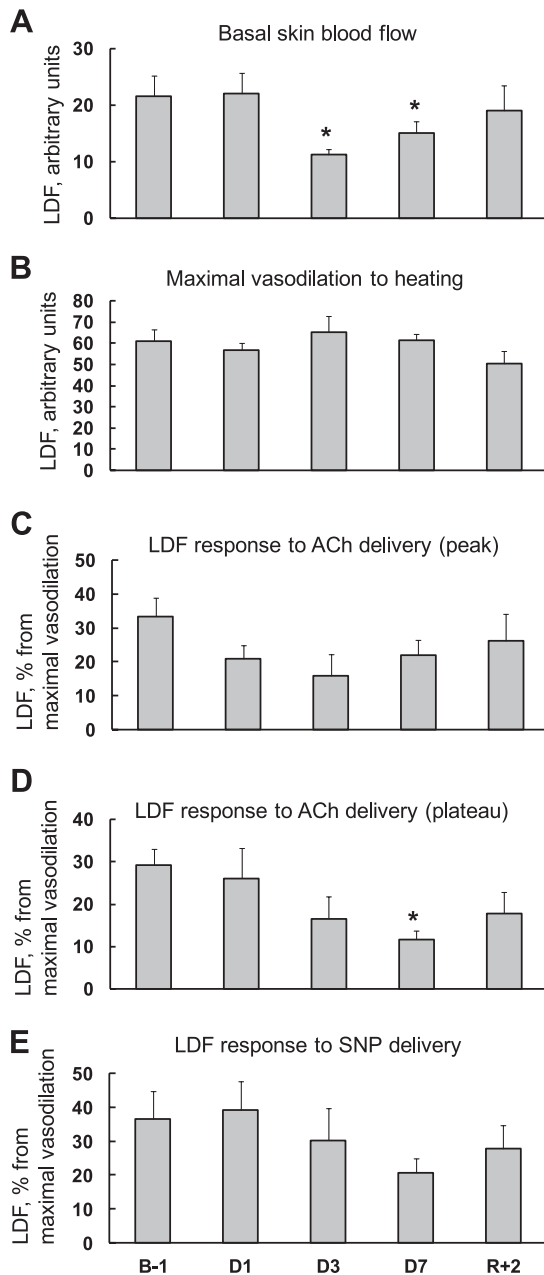 A
Basal skin blood flow
LDF, arbitrary units
30
20
10
0
*
*
B
Maximal vasodilation to heating
LDF, arbitrary units
80
70
60
50
40
30
20
10
0
C
LDF response to ACh delivery (peak)
LDF, % from
maximal vasodilation
50
40
30
20
10
0
D
LDF response to ACh delivery (plateau)
LDF, % from
maximal vasodilation
40
30
20
10
0
*
E
LDF response to SNP delivery
LDF, % from
maximal vasodilation
50
40
30
20
10
0
B-1 D1 D3 D7 R+2